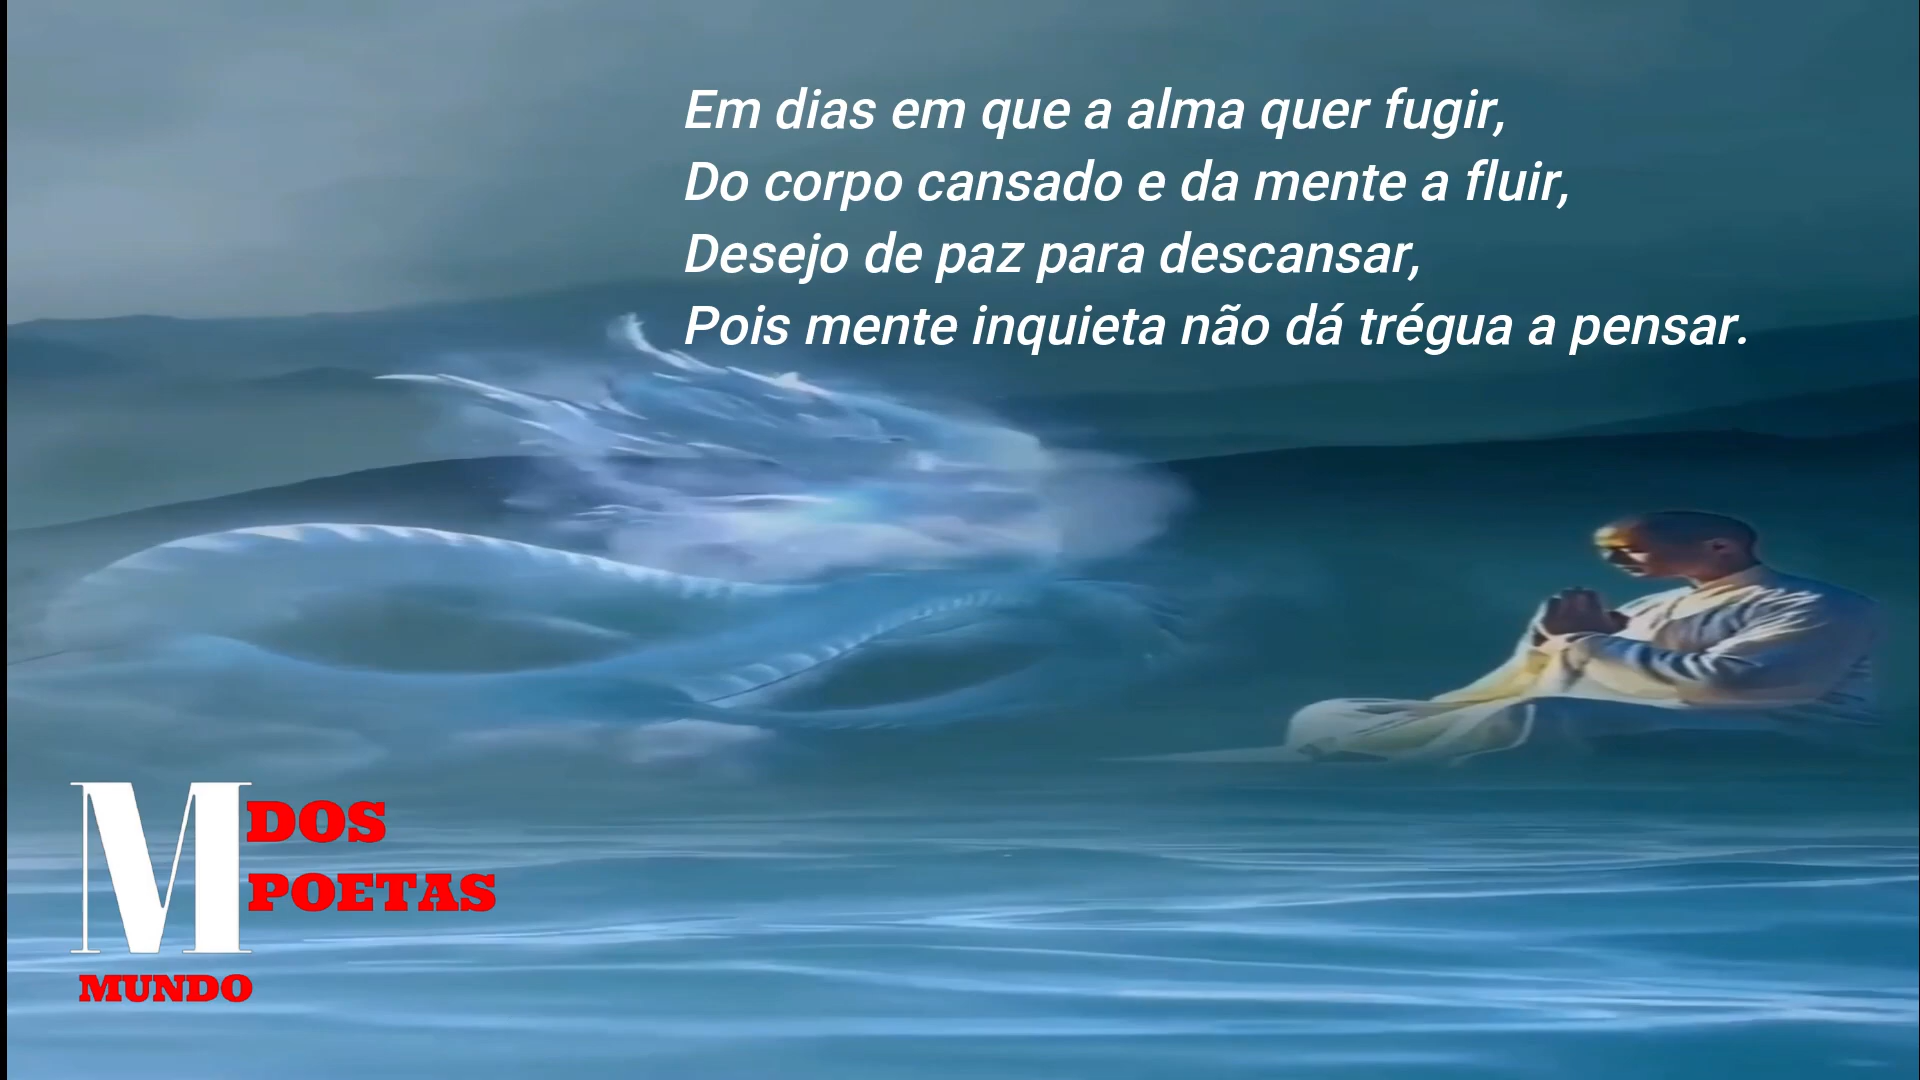 Em dias em que a alma quer fugir,
Do corpo cansado e da mente a fluir,
Desejo de paz para descansar,
Pois mente inquieta não dá trégua a pensar.
M DOS
POETAS
MUNDO